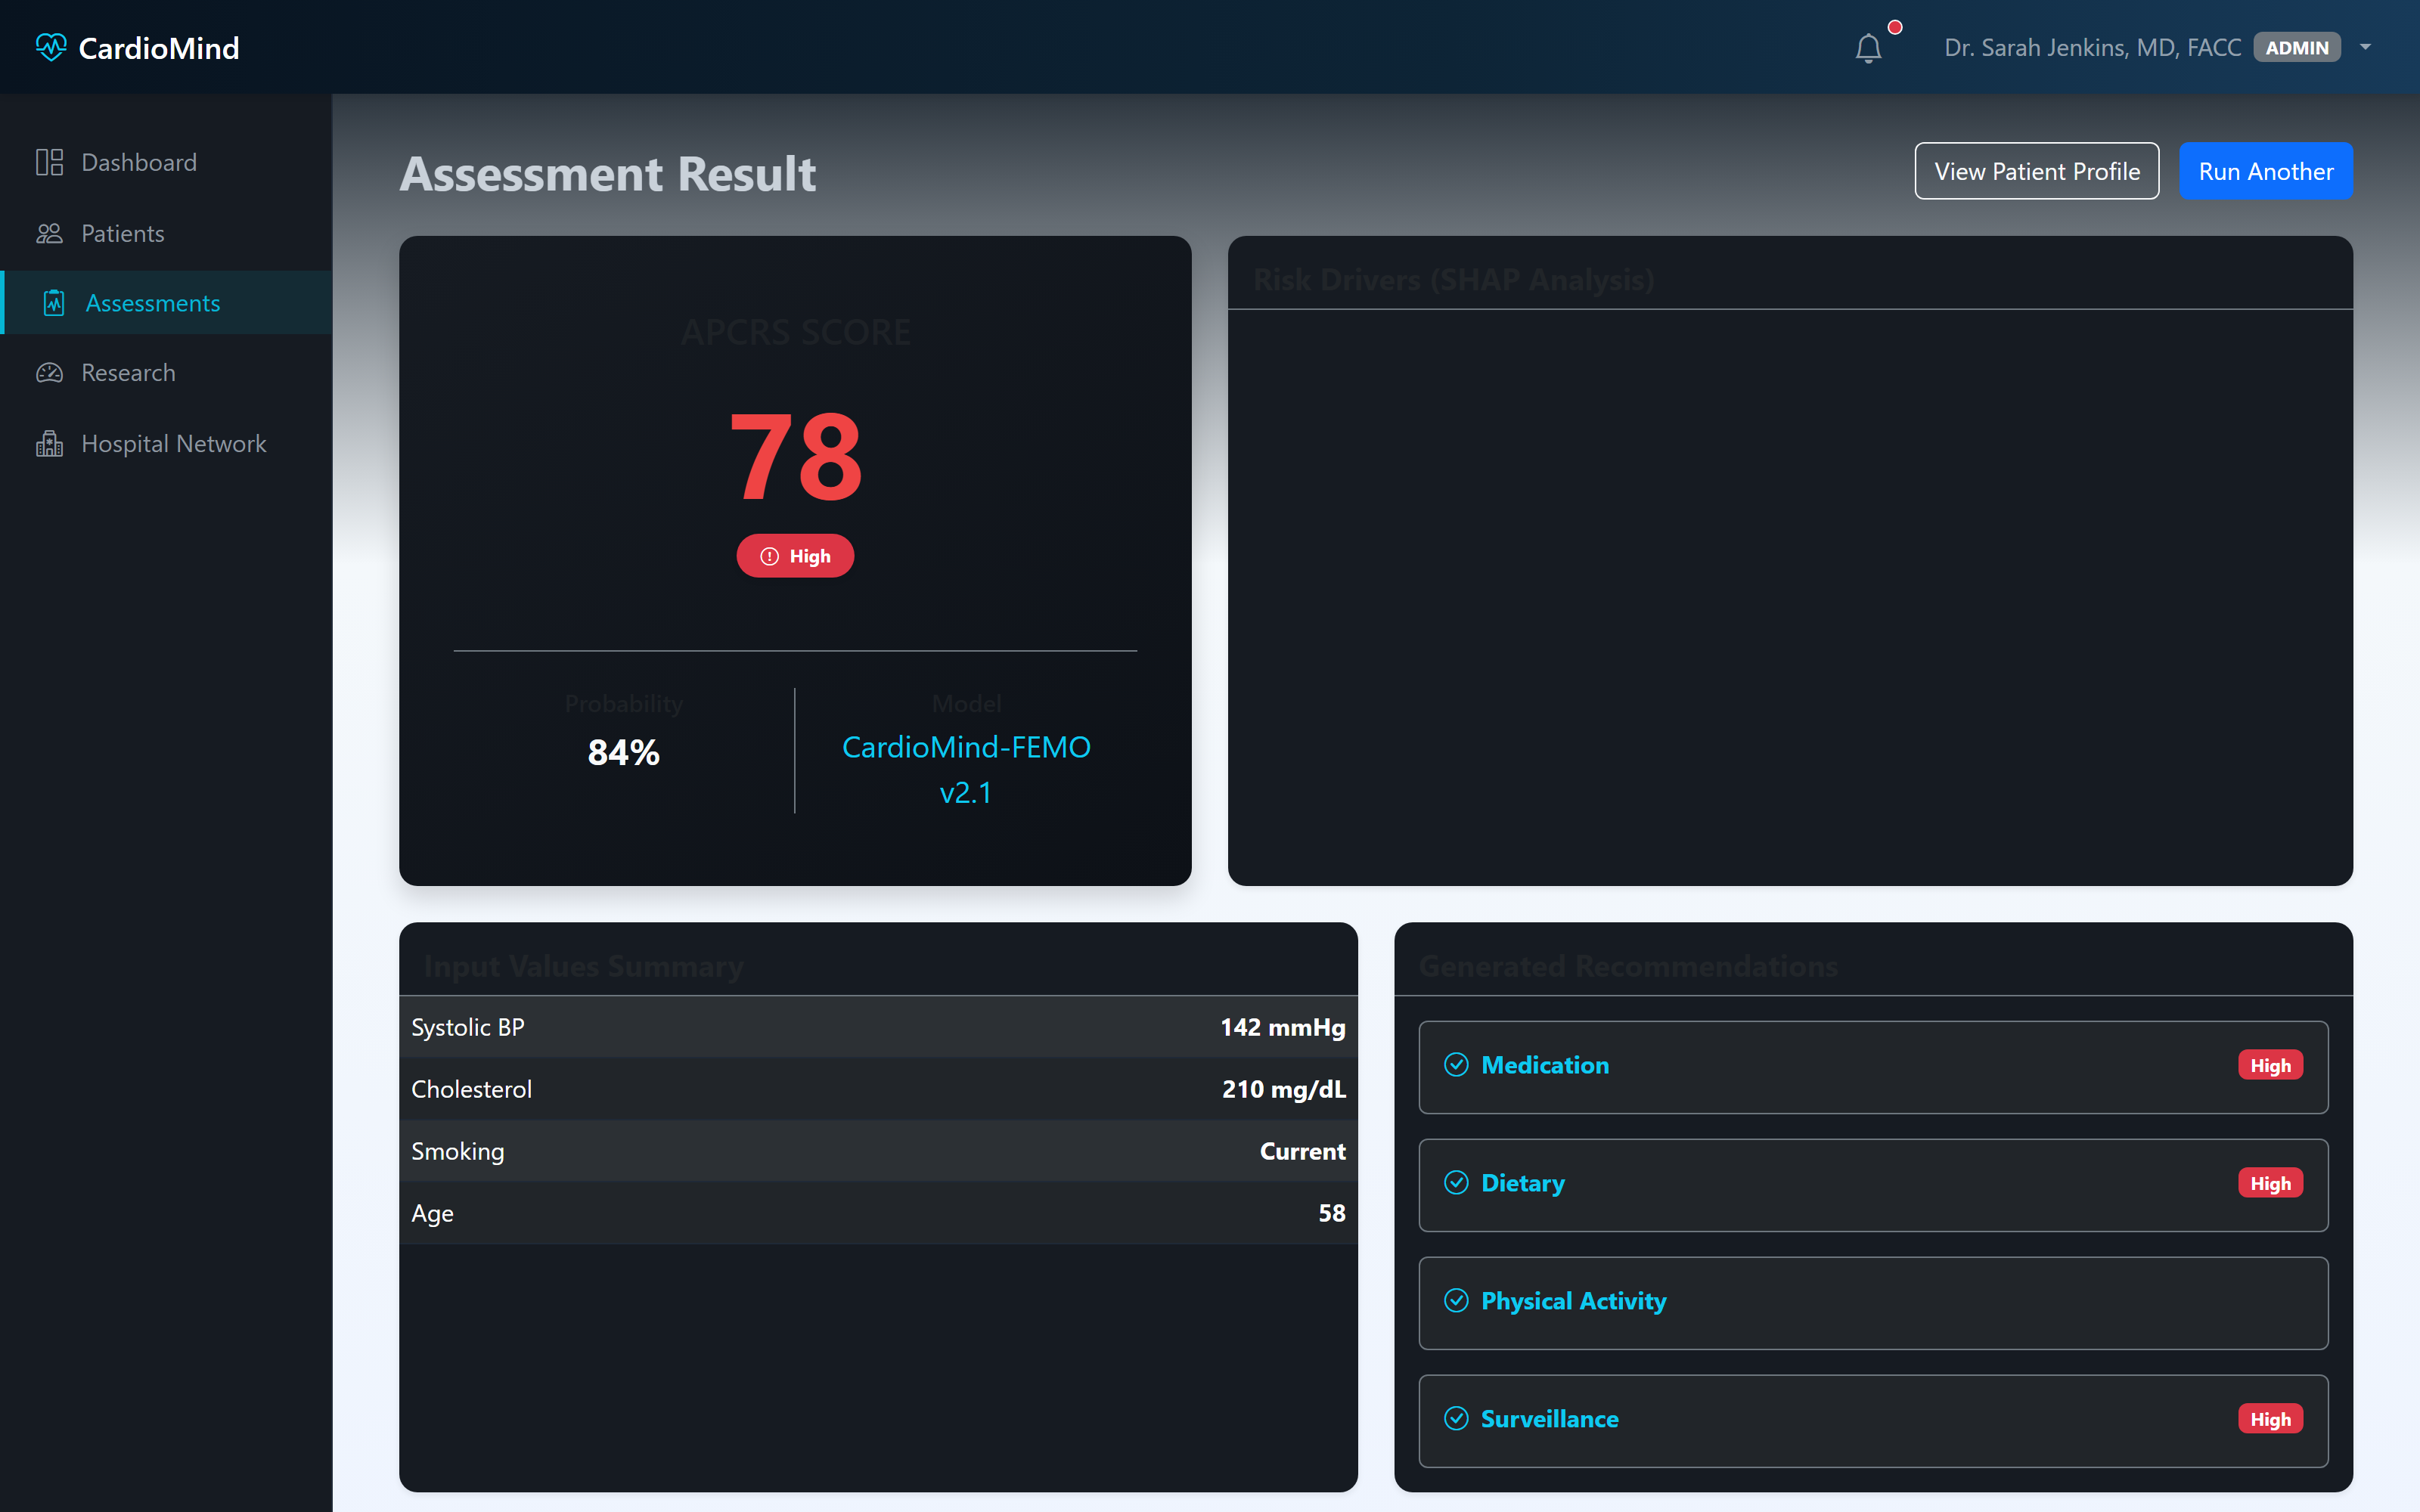 CardioMind
Dr. Sarah Jenkins, MD, FACC ADMIN
Dashboard
Patients
Assessments
Research
Hospital Network
Assessment Result
View Patient Profile
Run Another
APCRS SCORE
78
High
Probability
84%
Model
CardioMind-FEMO
v2.1
Risk Drivers (SHAP Analysis)
Input Values Summary
Systolic BP 142 mmHg
Cholesterol 210 mg/dL
Smoking Current
Age 58
Generated Recommendations
Medication High
Dietary High
Physical Activity
Surveillance High